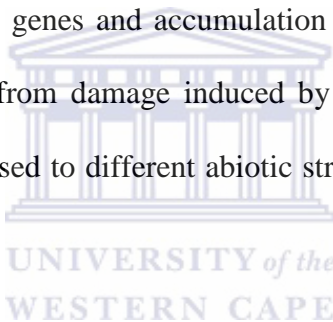 genes and accumulation
from damage induced by
sed to different abiotic str
UNIVERSITY of the
WESTERN CAPE